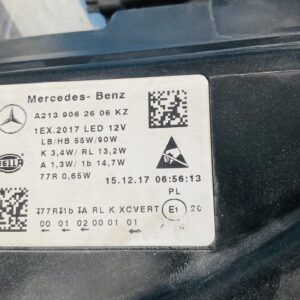 Mercedes-Benz
A213 906 26 06 KZ
1EX.2017 LED 12V
LB/HB 55W/90W
K 3,4W/ RL 13,2W
HELLA
A 1,3W/ 1b 14,7W
77R 0,65W
15.12.17 06:56:13
PL
RL K XCVERT E1 20
00 01 02 00 01 01